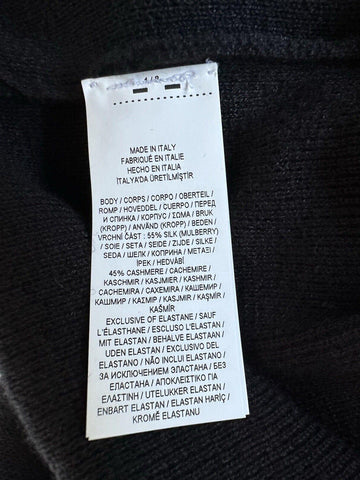 1/8
MADE IN ITALY
FABRIQUÉ EN ITALIE
HECHO EN ITALIA
İTALYA'DA ÜRETİLMİŞTİR
BODY / CORPS / CORPO / OBERTEIL /
ROMP / HOVEDDEL / CUERPO / ПЕРЕД
И СПИНКА / КОРПУС / ΣΩΜΑ / BRUK
(KROPP) / ANVÄND (KROPP) / BEDEN /
VRCHNÍ ČÁST : 55% SILK (MULBERRY)
/ SOIE / SETA / SEIDE / ZIJDE / SILKE /
SEDA / ШЕЛК / КОПРИНА / ΜΕΤΑΞΙ /
İPEK / HEDVÁBÍ
45% CASHMERE / CACHEMIRE /
KASCHMIR / KASJMIER / KASHMIR /
CACHEMIRA / CAXEMIRA / КАШЕМИР /
КАШМИР / ΚΑΣΜΙΡ / KASJMIR / KAŞMİR /
KAŠMÍR
EXCLUSIVE OF ELASTANE / SAUF
L'ÉLASTHANE / ESCLUSO L'ELASTAN /
MIT ELASTAN / BEHALVE ELASTAAN /
UDEN ELASTAN / EXCLUSIVO DEL
ELASTANO / NÃO INCLUI ELASTANO /
ЗА ИСКЛЮЧЕНИЕМ ЭЛАСТАНА / БЕЗ
ЕЛАСТАНА / ΑΠΟΚΛΕΙΣΤΙΚΟ ΓΙΑ
ΕΛΑΣΤΙΝΗ / UTELUKKER ELASTAN /
ENBART ELASTAN / ELASTAN HARİÇ /
KROMĚ ELASTANU